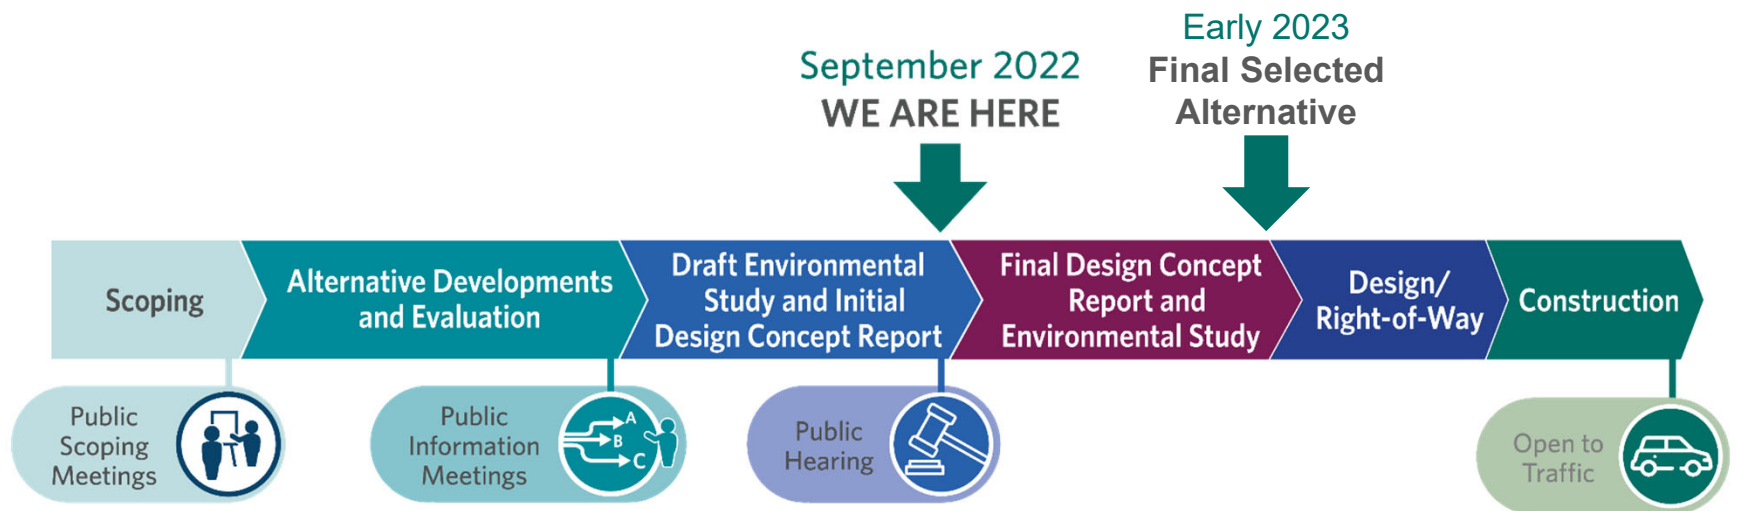 September 2022
WE ARE HERE
Early 2023
Final Selected
Alternative
Scoping
Alternative Developments
and Evaluation
Draft Environmental
Study and Initial
Design Concept Report
Final Design Concept
Report and
Environmental Study
Design/
Right-of-Way
Construction
Public
Scoping
Meetings
Public
Information
Meetings
A
B
C
Public
Hearing
Open to
Traffic